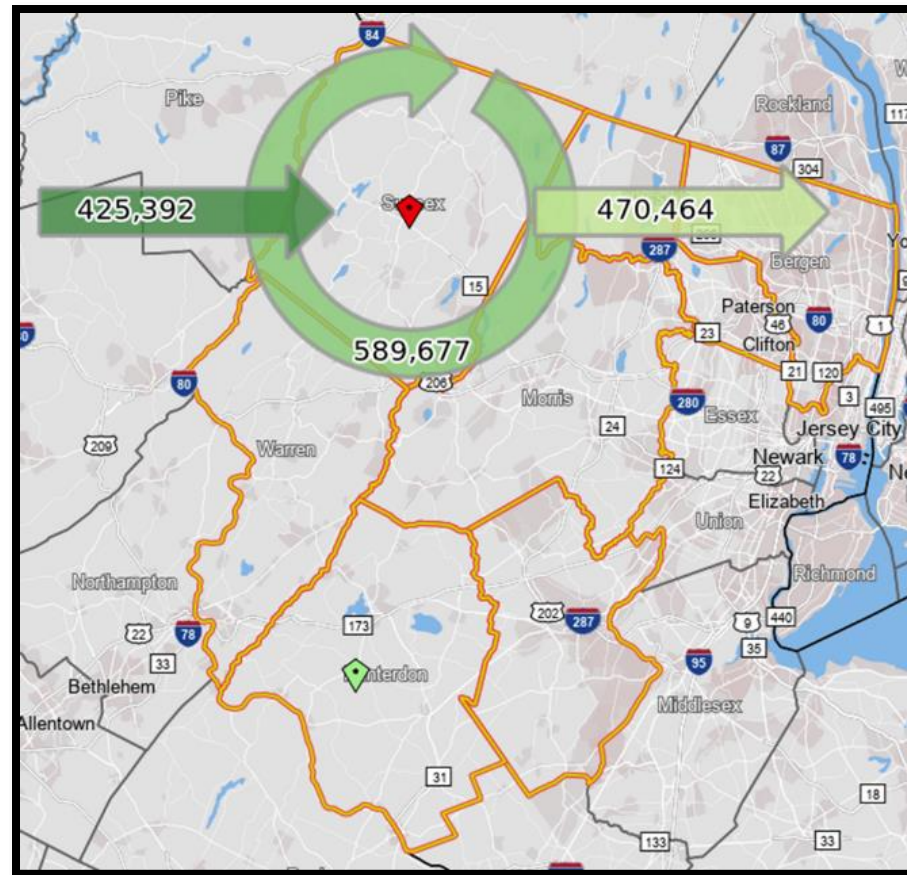 84
Pike
Rockland
117
87
304
Sussex
425,392
470,464
287
Bergen
15
Paterson
46
80
1
Clifton
23
589,677
21
120
206
80
3
Morris
280
495
Essex
209
24
Jersey City
Warren
Newark
78
124
22
Elizabeth
Union
Northampton
Richmond
202
287
440
173
9
22
78
35
33
95
Bethlehem
Hunterdon
Middlesex
Allentown
31
18
133
33